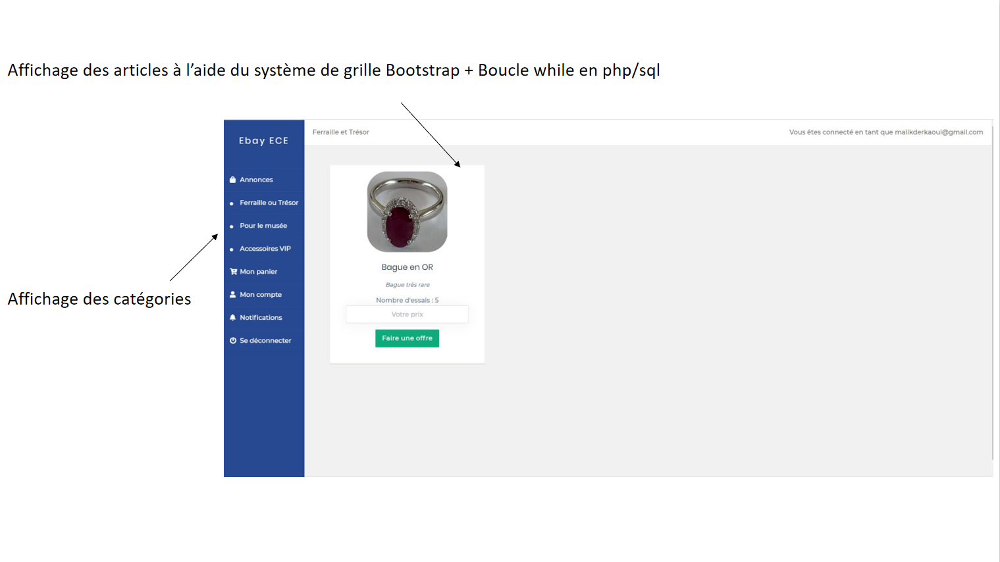 Affichage des articles à l’aide du système de grille Bootstrap + Boucle while en php/sql
Ebay ECE
Ferraille et Trésor
Vous êtes connecté en tant que malikderkaoui@gmail.com
Annonces
Ferraille ou Trésor
Pour le musée
Accessoires VIP
Mon panier
Mon compte
Notifications
Se déconnecter
Bague en OR
Bague très rare
Nombre d'essais : 5
Votre prix
Faire une offre
Affichage des catégories